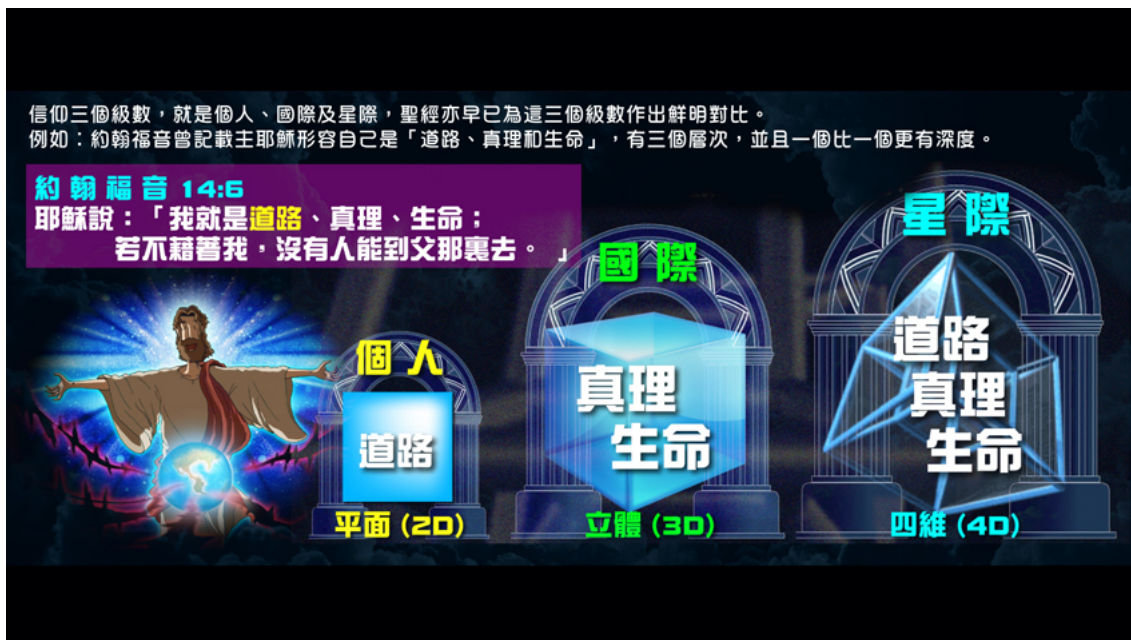 信仰三個級數，就是個人、國際及星際，聖經亦早已為這三個級數作出鮮明對比。
例如：約翰福音曾記載主耶穌形容自己是「道路、真理和生命」，有三個層次，並且一個比一個更有深度。
約翰福音 14:6
耶穌說：「我就是道路、真理、生命；
若不藉著我，沒有人能到父那裏去。」
個人
道路
平面 (2D)
國際
真理
生命
立體 (3D)
星際
道路
真理
生命
四維 (4D)